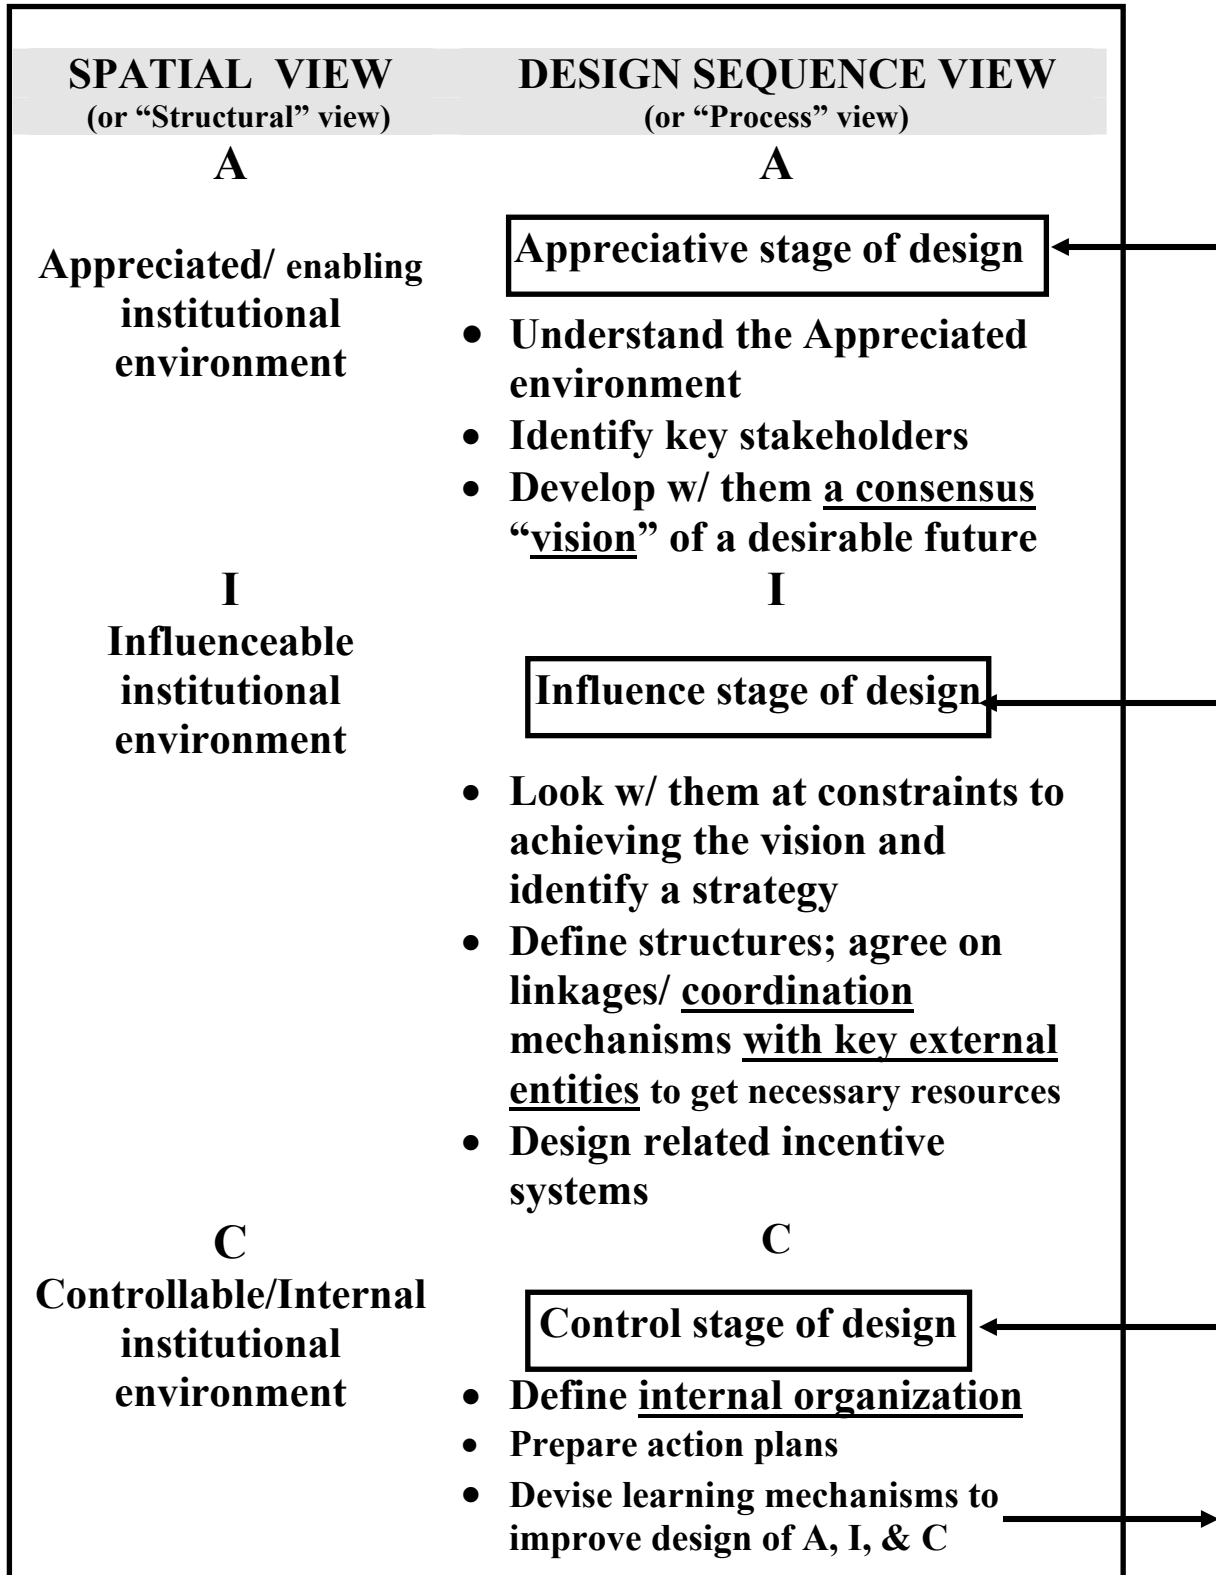 SPATIAL VIEW
(or “Structural” view)
A
Appreciated/ enabling
institutional
environment
I
Influenceable
institutional
environment
C
Controllable/Internal
institutional
environment
DESIGN SEQUENCE VIEW
(or “Process” view)
A
Appreciative stage of design
• Understand the Appreciated
environment
• Identify key stakeholders
• Develop w/ them a consensus
“vision” of a desirable future
I
Influence stage of design
• Look w/ them at constraints to
achieving the vision and
identify a strategy
• Define structures; agree on
linkages/ coordination
mechanisms with key external
entities to get necessary resources
• Design related incentive
systems
C
Control stage of design
• Define internal organization
• Prepare action plans
• Devise learning mechanisms to
improve design of A, I, & C